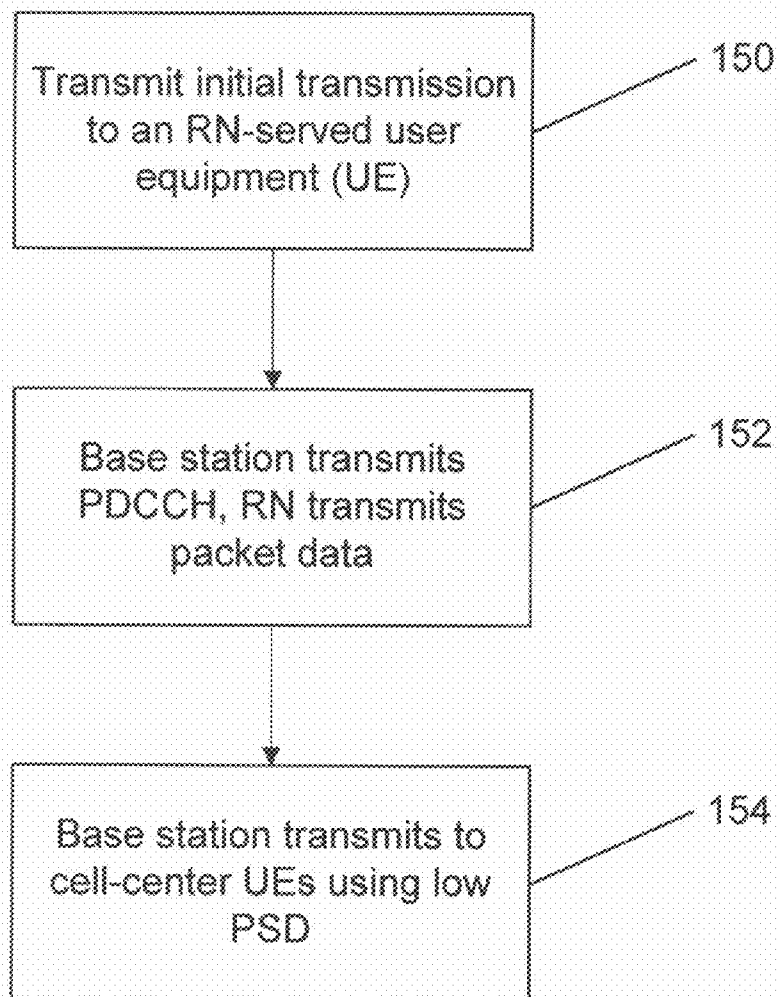 Transmit initial transmission
to an RN-served user
equipment (UE)
150
Base station transmits
PDCCH, RN transmits
packet data
152
Base station transmits to
cell-center UEs using low
PSD
154